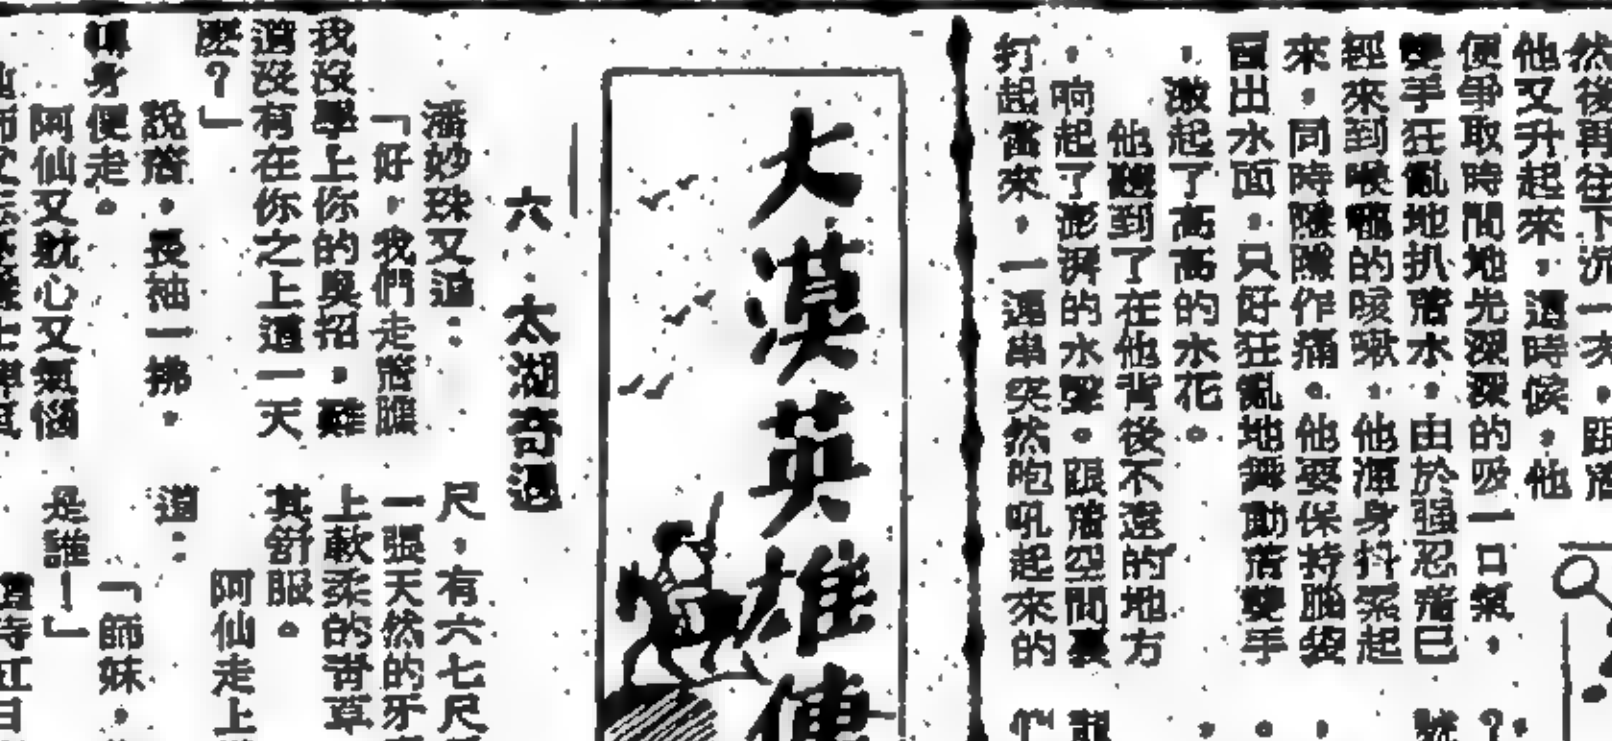 然後再往下沉一次，跟着
他又升起來，這時候，他
便爭取時間地先深深的吸一口氣，
雙手狂亂地扒着水，由於强忍着已
經來到喉嚨的咳嗽，他渾身抖索起
來，同時隱隱作痛。他要保持腦袋
冒出水面，只好狂亂地舞動着雙手
，激起了高高的水花。
他聽到了在他背後不遠的地方
，响起了澎湃的水聲。跟着空間裏
打起雷來，一連串突然咆吼起來的
大漠英雄傳
六：太湖奇遇
潘妙珠又道：
「好，我們走着瞧
我沒學上你的臭招，難
道沒有在你之上這一天
麽？」
說着，長袖一拂，
身便走。
阿仙又躭心又氣惱
尺，有六七尺
一張天然的牙
上軟柔的青草
其舒服。
阿仙走上
道：
「師妹，
是誰！」